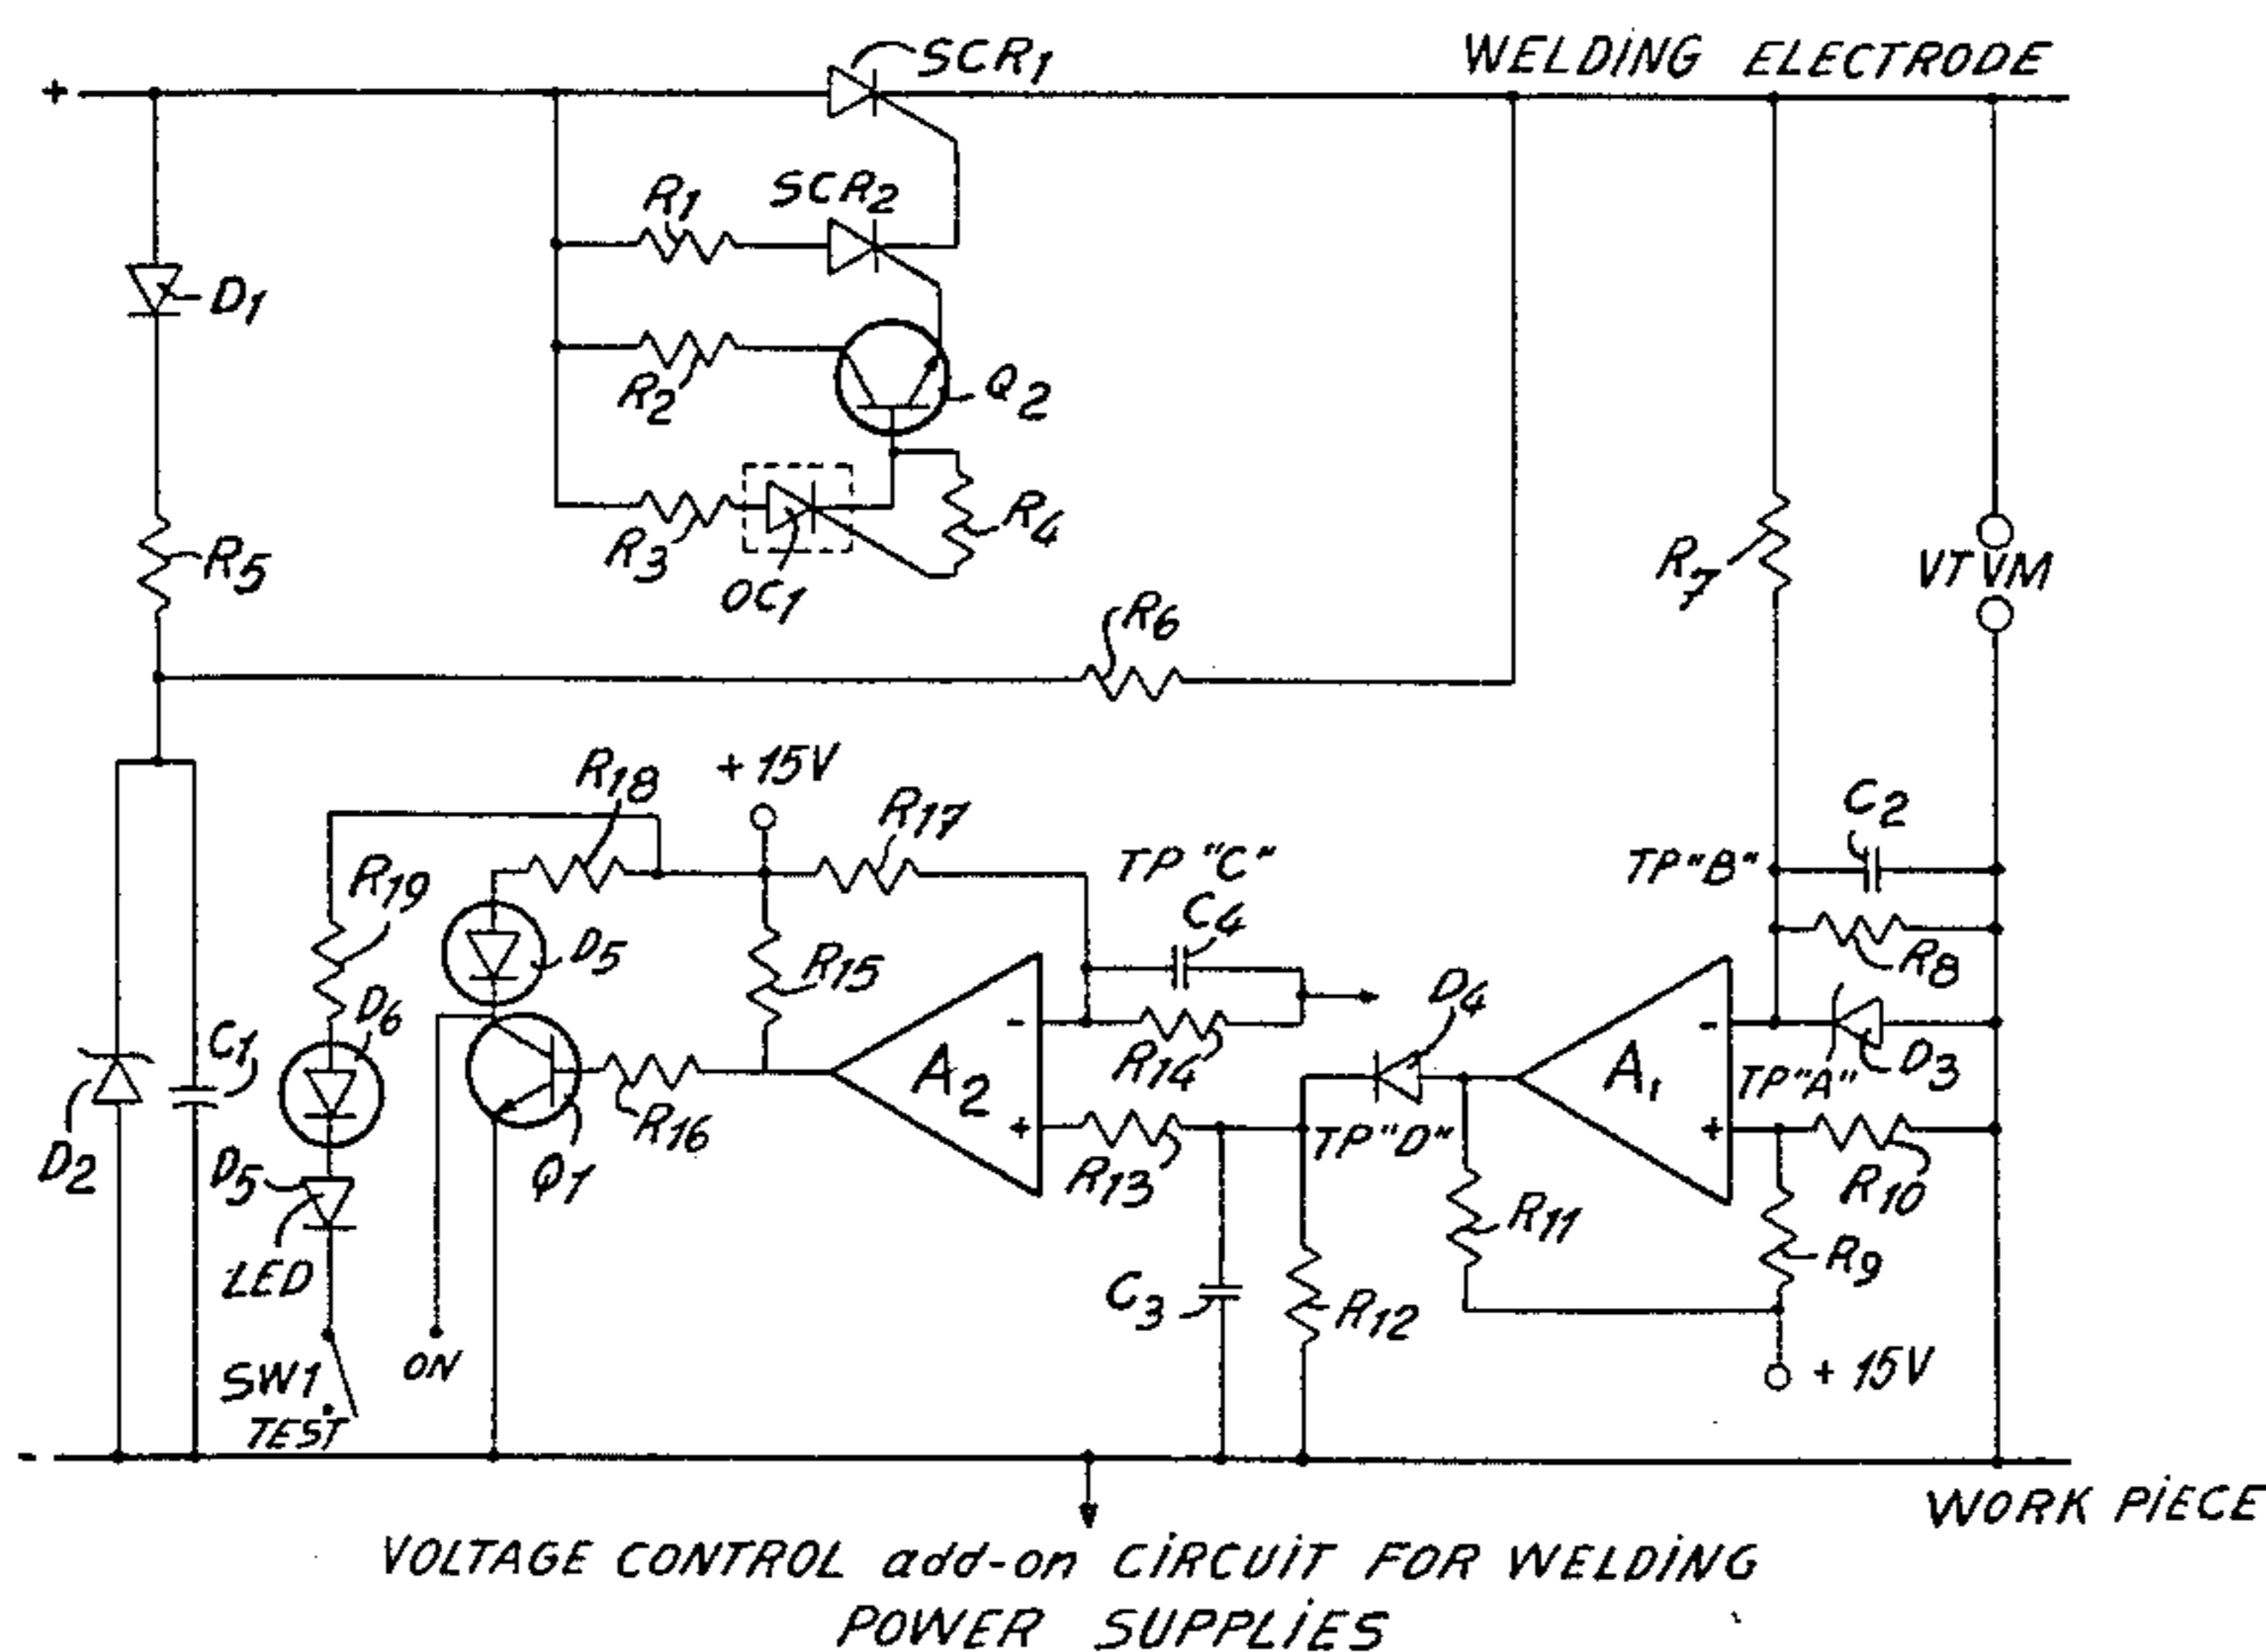 WELDING ELECTRODE
+
SCR1
R1
SCR2
D1
R2
Q2
R5
R3
OC1
R4
R6
R7
VTVM
R18
+ 15V
R17
C2
TP "C"
TP"B"
R19
C4
D5
R15
D4
R8
D6
C1
-
A2
R14
-
A1
TP"A"
D3
D2
R16
+
TP"D"
+
D5
Q1
R13
R10
LED
R11
R9
C3
R12
SW1
ON
+ 15V
TEST
-
WORK PiECE
VOLTAGE CONTROL add-on CiRCUiT FOR WELDiNG
POWER SUPPLiES